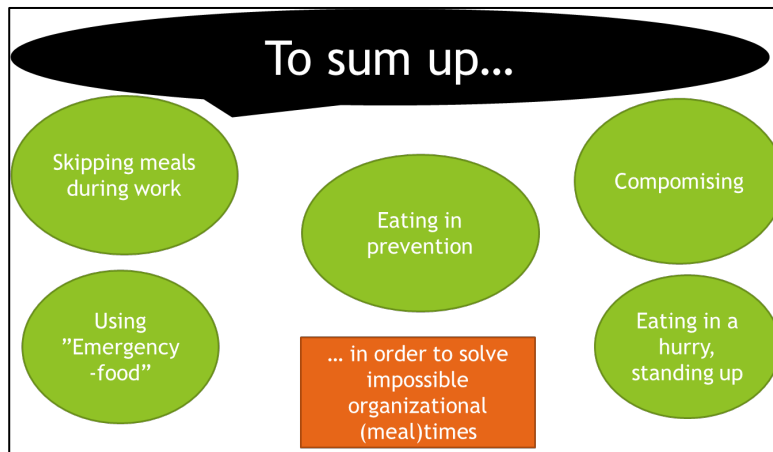 To sum up…
Skipping meals
during work
Eating in
prevention
Compomising
Using
”Emergency
-food”
… in order to solve
impossible
organizational
(meal)times
Eating in a
hurry,
standing up